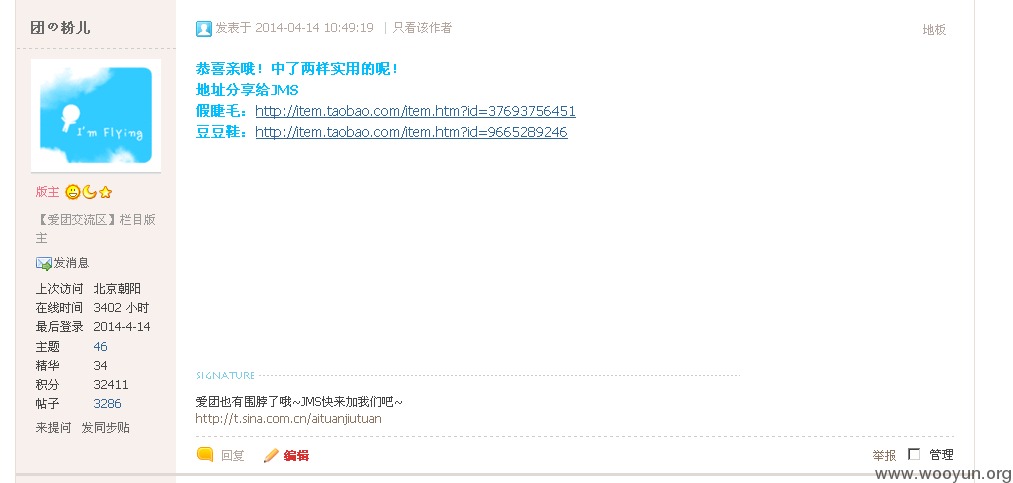 团の粉儿
I'm Flying
版主
【爱团交流区】栏目版
主
发消息
上次访问 北京朝阳
在线时间 3402 小时
最后登录 2014-4-14
主题 46
精华 34
积分 32411
帖子 3286
来提问 发同步贴
发表于 2014-04-14 10:49:19 | 只看该作者 地板
恭喜亲哦！中了两样实用的呢！
地址分享给JMS
假睫毛：http://item.taobao.com/item.htm?id=37693756451
豆豆鞋：http://item.taobao.com/item.htm?id=9665289246
SIGNATURE
爱团也有围脖了哦~JMS快来加我们吧~
http://t.sina.com.cn/aituanjiutuan
回复 编辑 举报 管理
www.wooyun.org